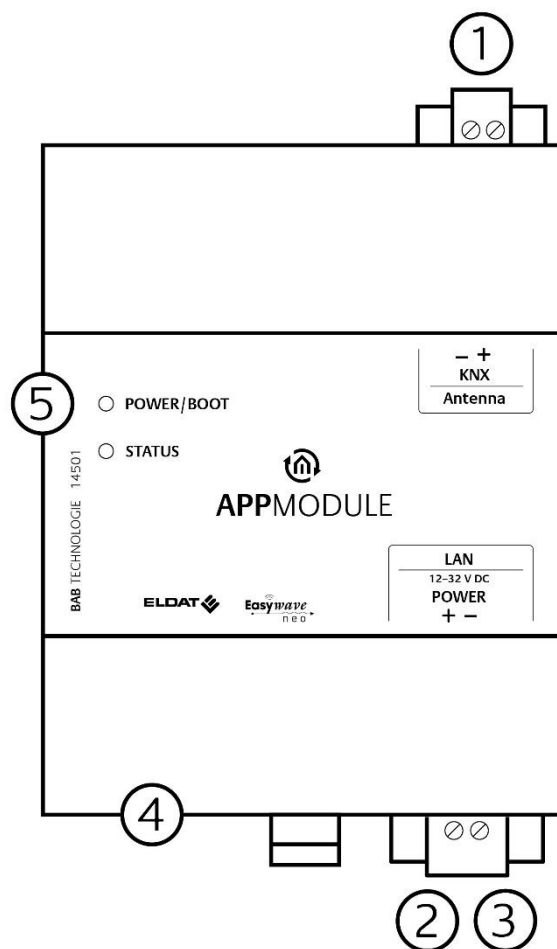 1
− +
KNX
Antenna
5
POWER/BOOT
STATUS
BAB TECHNOLOGIE 14501
APPMODULE
LAN
12–32 V DC
POWER
+ −
ELDAT
Easywave
neo
4
2
3